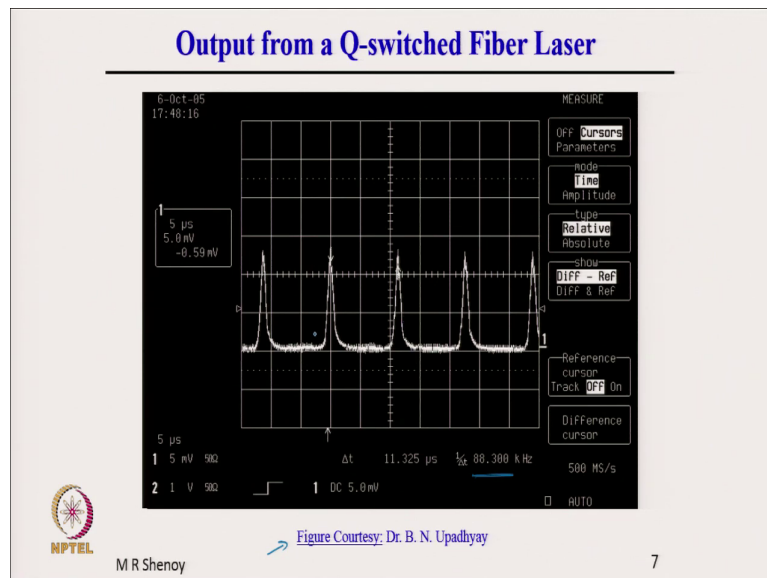 Output from a Q-switched Fiber Laser
6-Oct-05
17:48:16
MEASURE
Off Cursors
Parameters
mode
Time
Amplitude
type
Relative
Absolute
show
Diff - Ref
Diff & Ref
Reference
cursor
Track Off On
Difference
cursor
1
5 µs
5.0 mV
-0.59 mV
1
5 µs
1 5 mV 50Ω
Δt 11.325 µs 1/Δt 88.300 kHz
500 MS/s
2 1 V 50Ω
1 DC 5.0 mV
AUTO
Figure Courtesy: Dr. B. N. Upadhyay
NPTEL
M R Shenoy
7